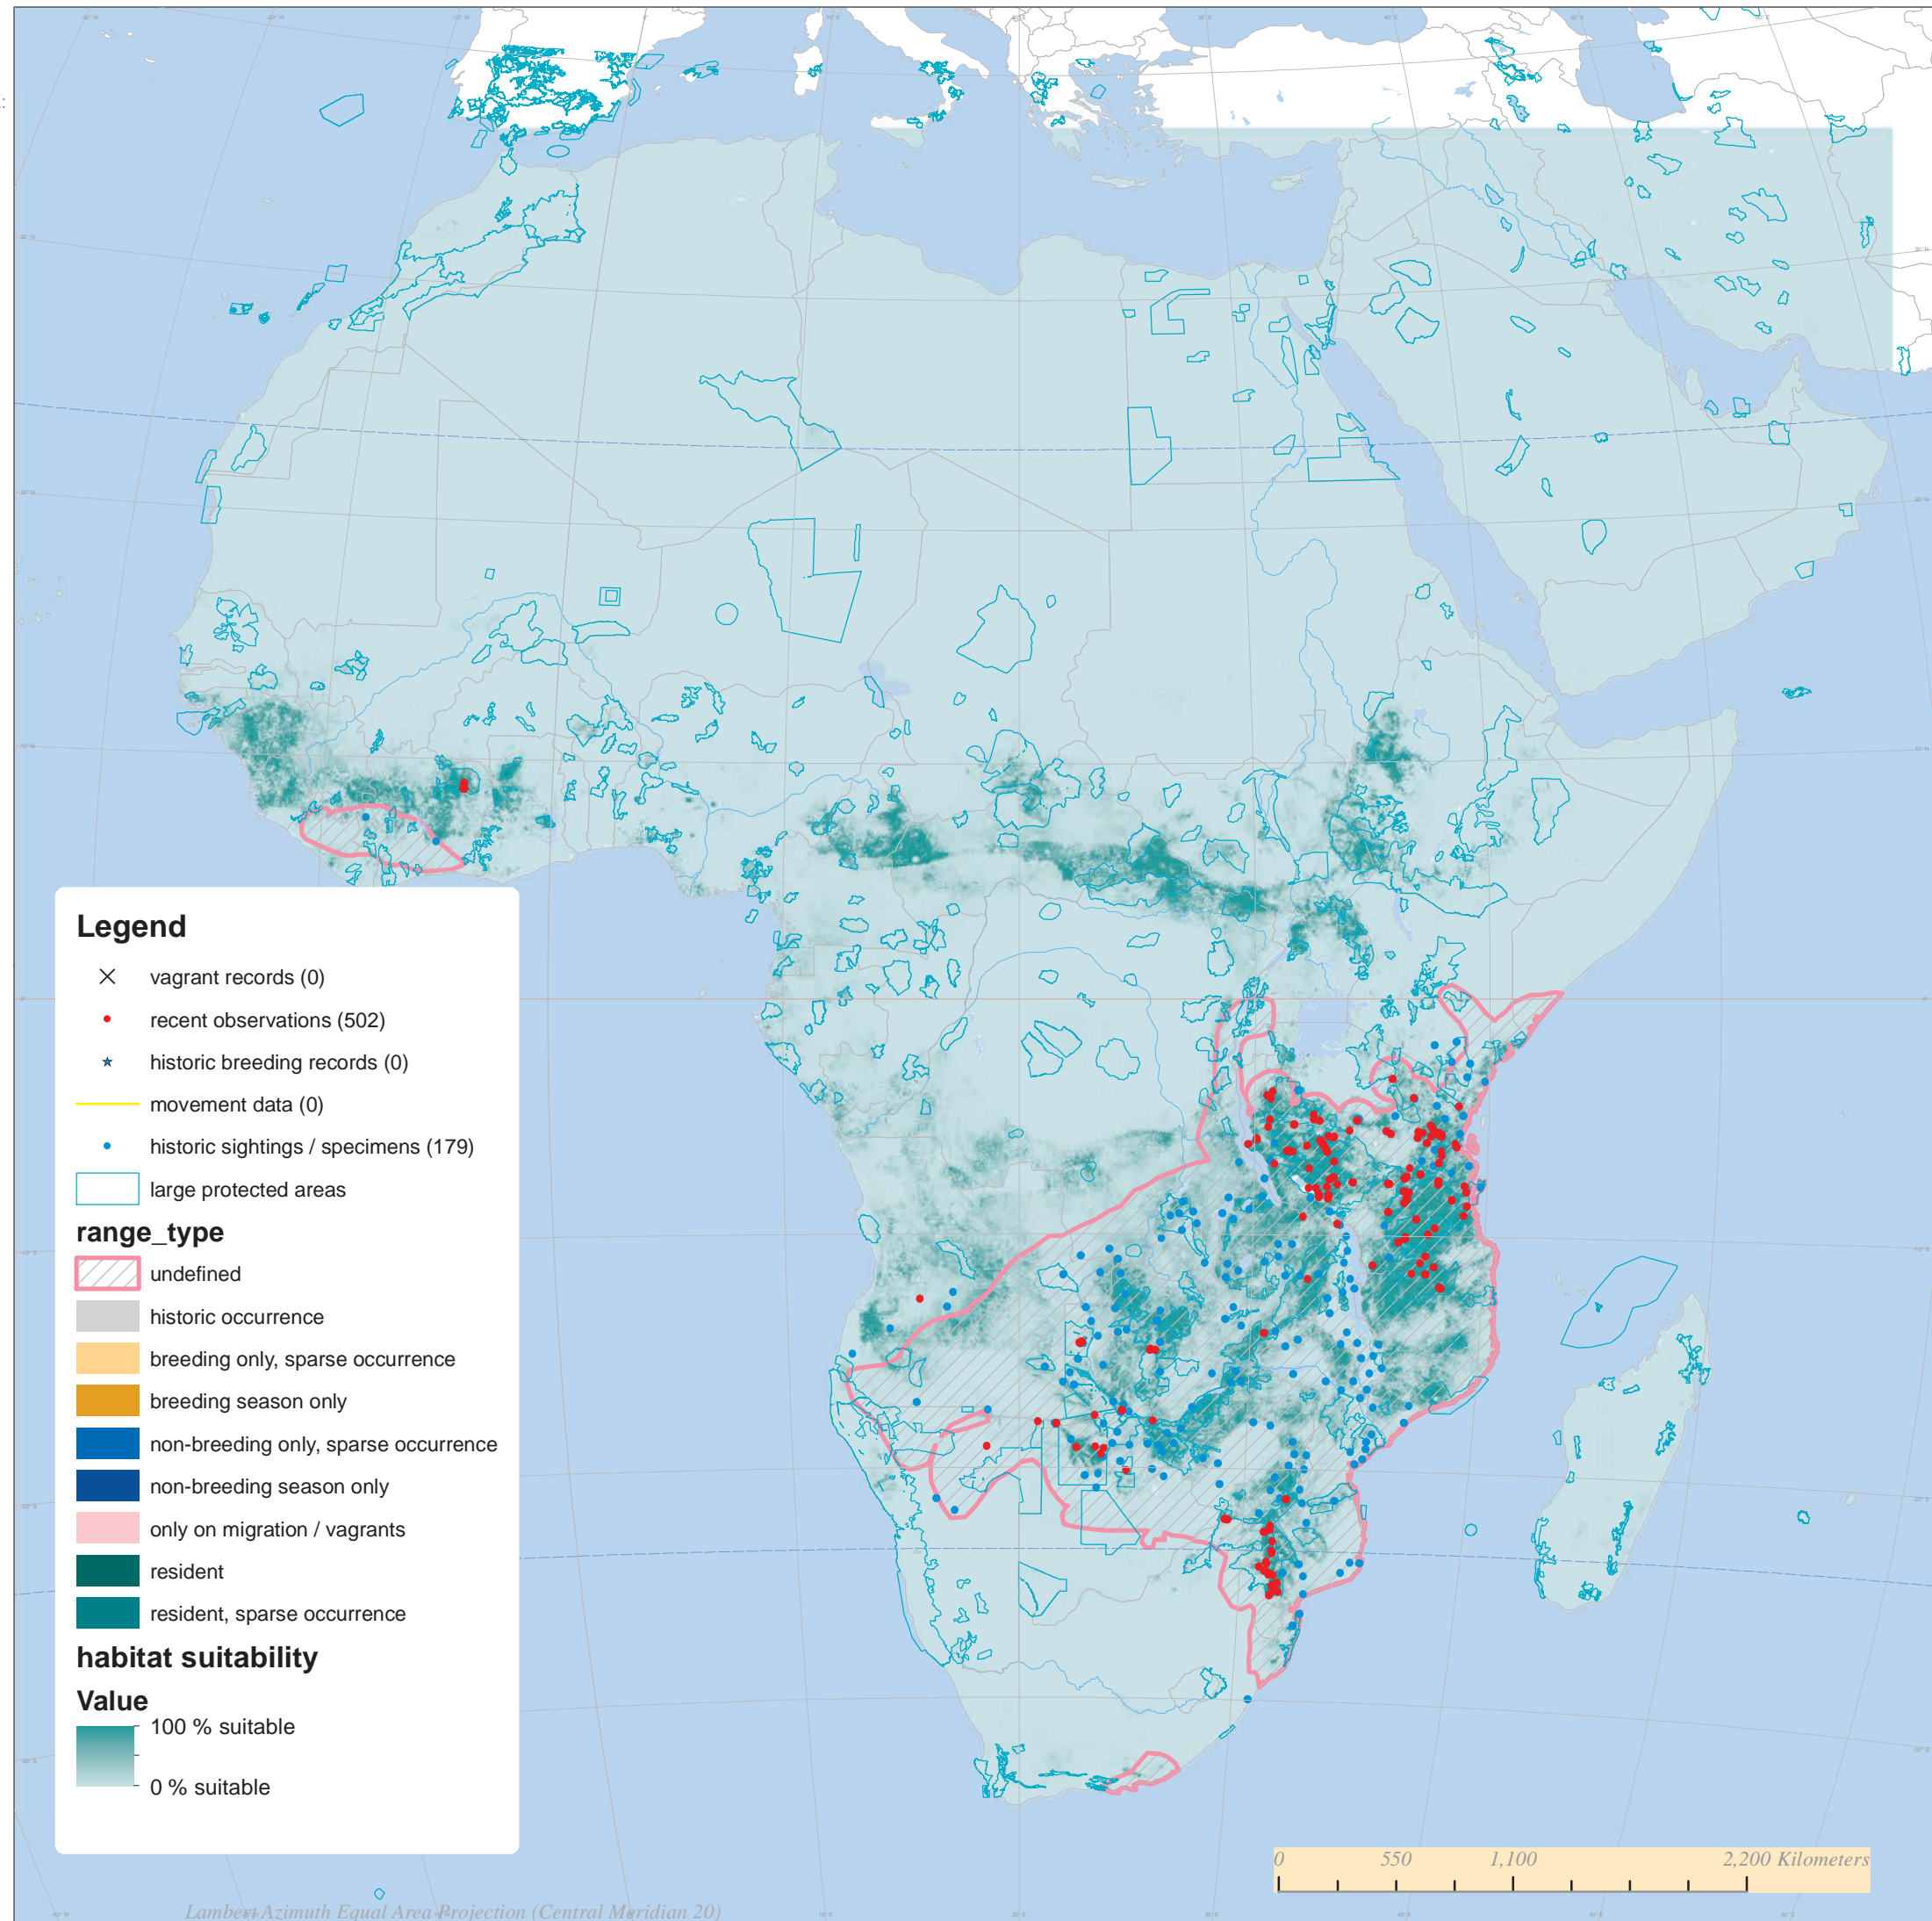 Legend
vagrant records (0)
recent observations (502)
historic breeding records (0)
movement data (0)
historic sightings / specimens (179)
large protected areas
range_type
undefined
historic occurrence
breeding only, sparse occurrence
breeding season only
non-breeding only, sparse occurrence
non-breeding season only
only on migration / vagrants
resident
resident, sparse occurrence
habitat suitability
Value
100 % suitable
0 % suitable
0 550 1,100 2,200 Kilometers
Lambert Azimuth Equal Area Projection (Central Meridian 20)